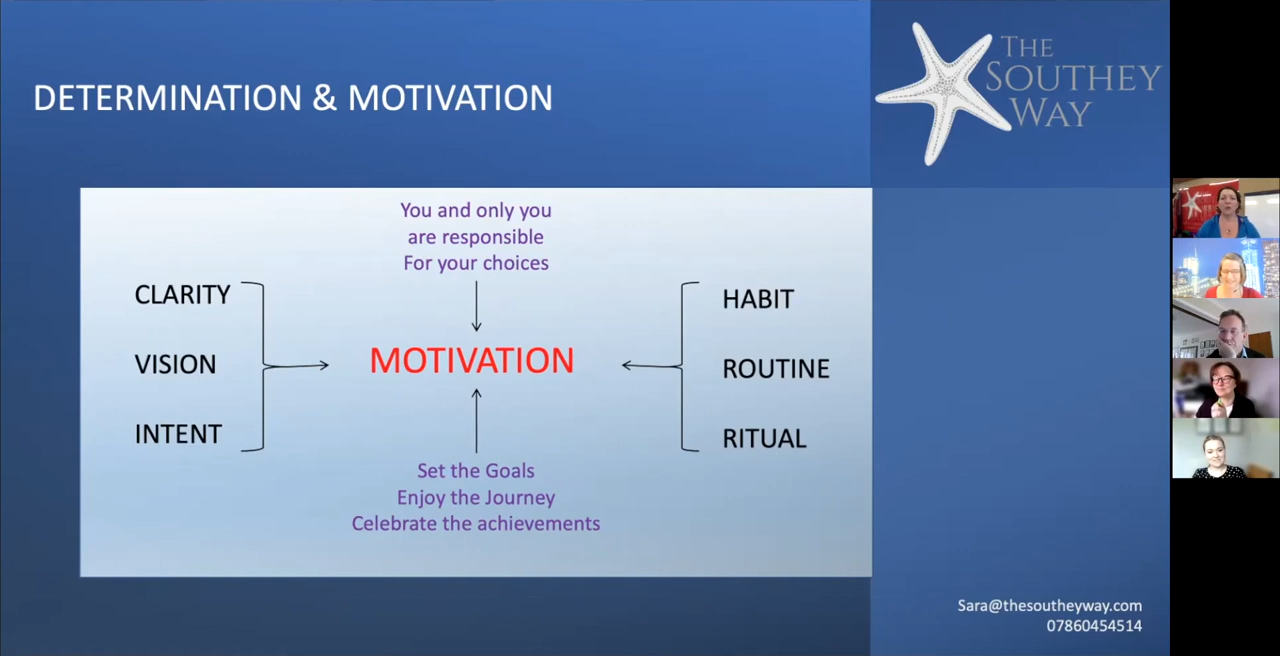 DETERMINATION & MOTIVATION
THE
SOUTHEY
WAY
You and only you
are responsible
For your choices
CLARITY
VISION
INTENT
MOTIVATION
HABIT
ROUTINE
RITUAL
Set the Goals
Enjoy the Journey
Celebrate the achievements
Sara@thesoutheyway.com
07860454514